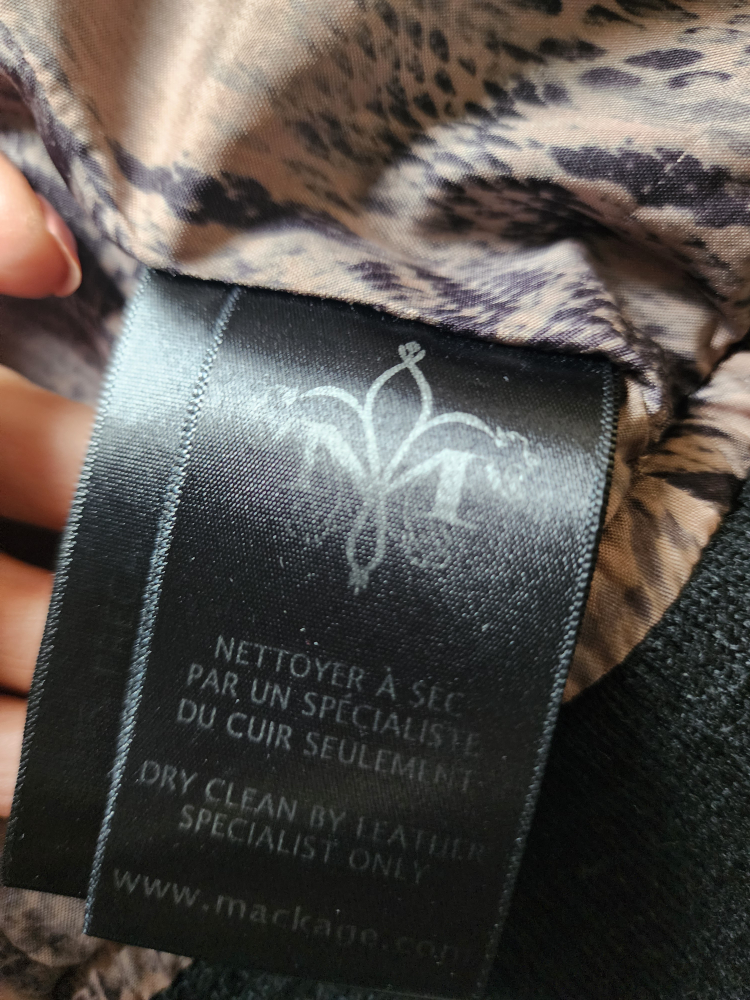 M
NETTOYER À SEC
PAR UN SPÉCIALISTE
DU CUIR SEULEMENT
DRY CLEAN BY LEATHER
SPECIALIST ONLY
www.mackage.com